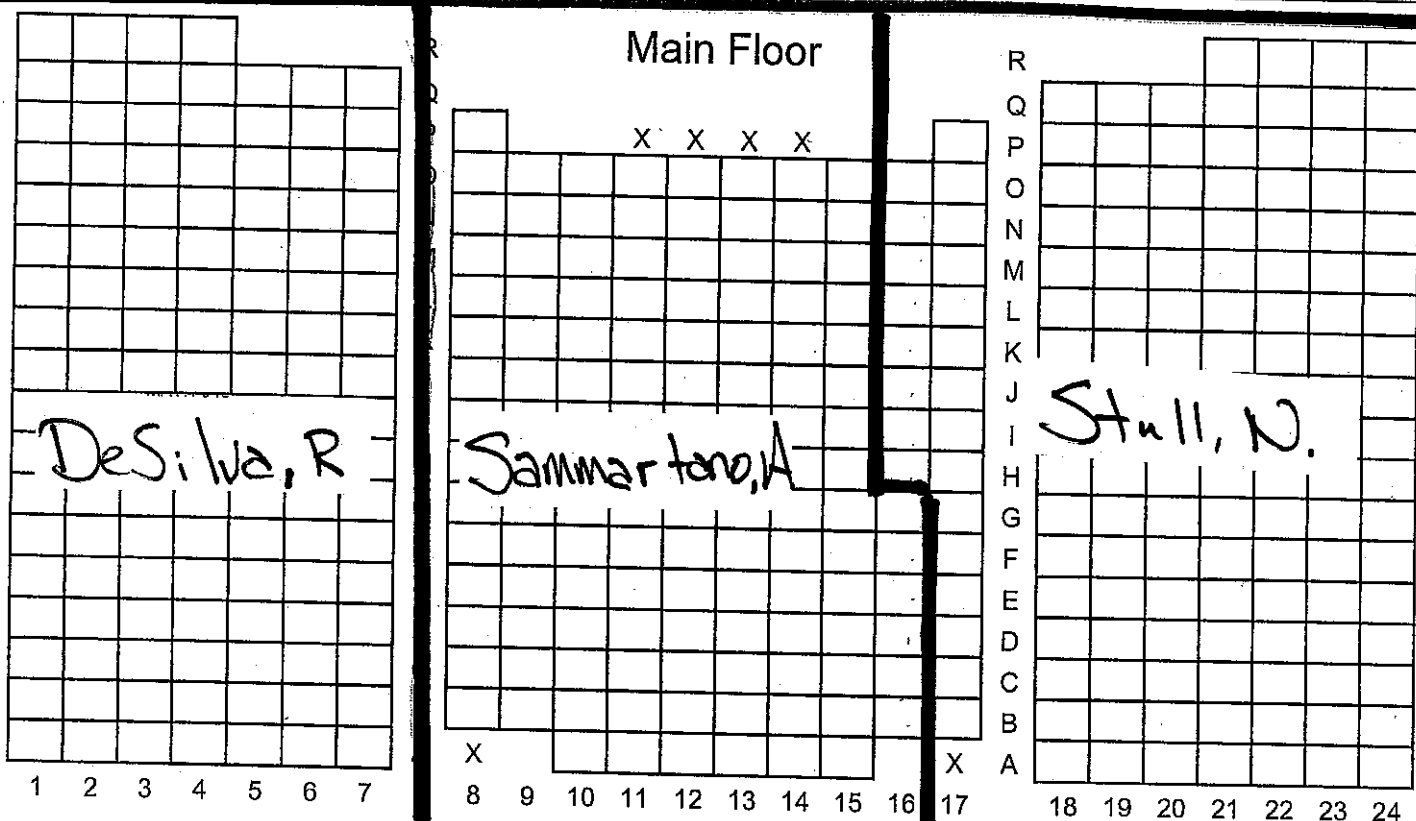 Main Floor
R
Q
X X X X
R
Q
P
O
N
M
L
K
J
I
H
G
F
E
D
C
B
A
DeSilva, R
Sammartano, A
Stull, N.
X
X
1 2 3 4 5 6 7
8 9 10 11 12 13 14 15 16 17
18 19 20 21 22 23 24